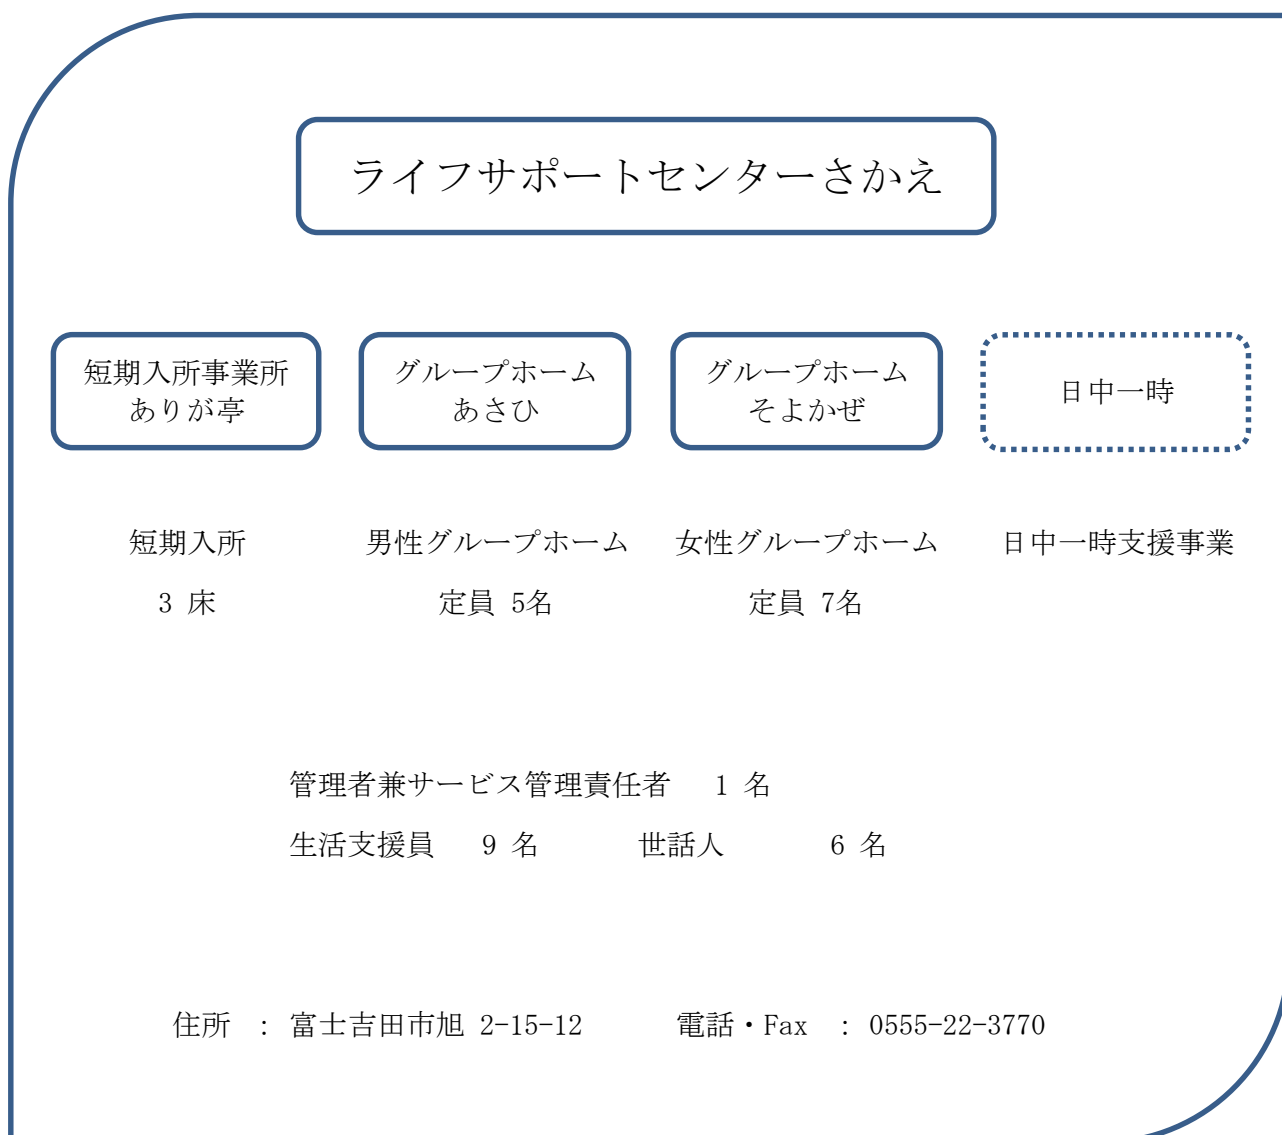 ライフサポートセンターさかえ
短期入所事業所
ありが亭
グループホーム
あさひ
グループホーム
そよかぜ
日中一時
短期入所 男性グループホーム 女性グループホーム 日中一時支援事業
3 床 定員 5名 定員 7名
管理者兼サービス管理責任者 1 名
生活支援員 9 名 世話人 6 名
住所 : 富士吉田市旭 2-15-12 電話・Fax : 0555-22-3770